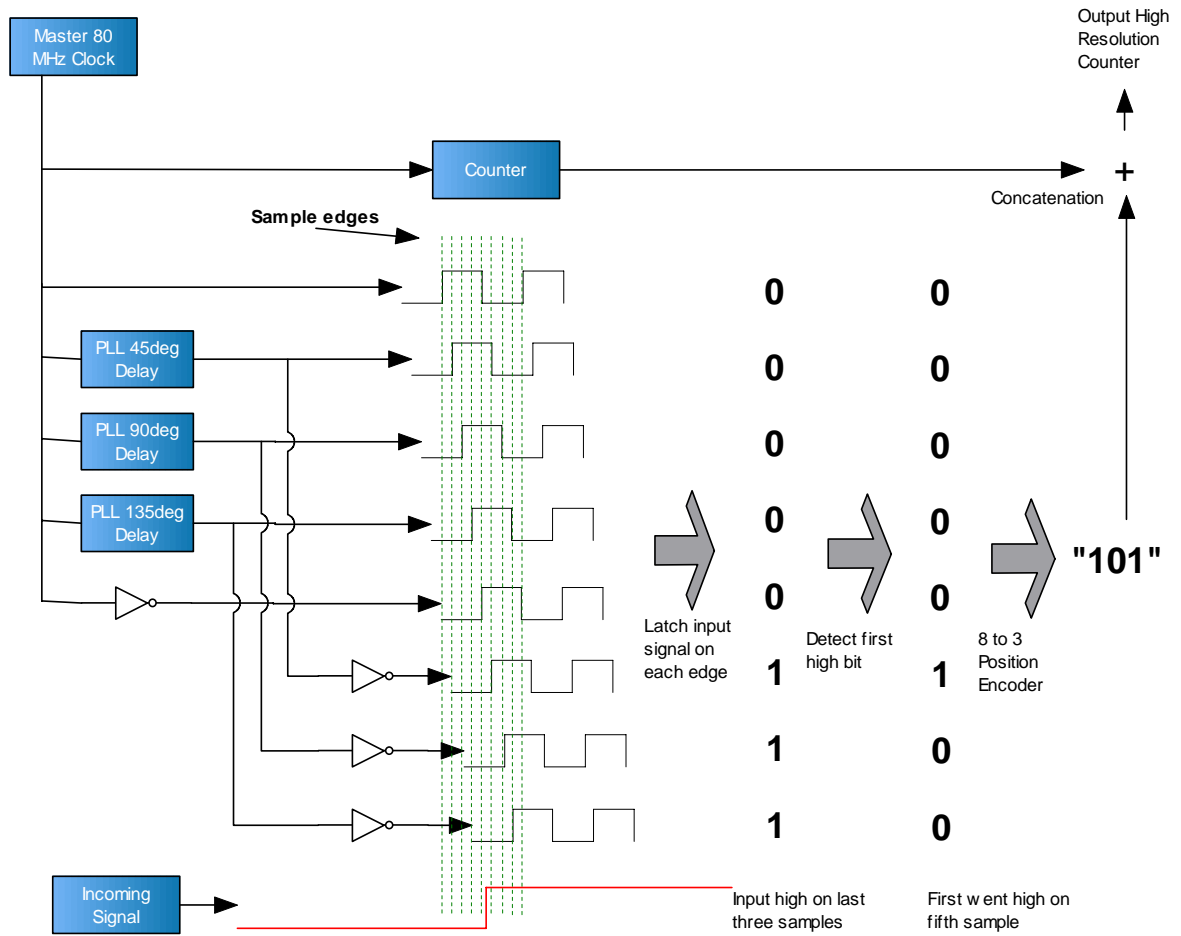 Master 80
MHz Clock
Output High
Resolution
Counter
Counter
+
Concatenation
Sample edges
0
0
PLL 45deg
Delay
0
0
PLL 90deg
Delay
0
0
PLL 135deg
Delay
0
0
"101"
0
0
Latch input
signal on
each edge
Detect first
high bit
8 to 3
Position
Encoder
1
1
1
0
1
0
Incoming
Signal
Input high on last
three samples
First went high on
fifth sample